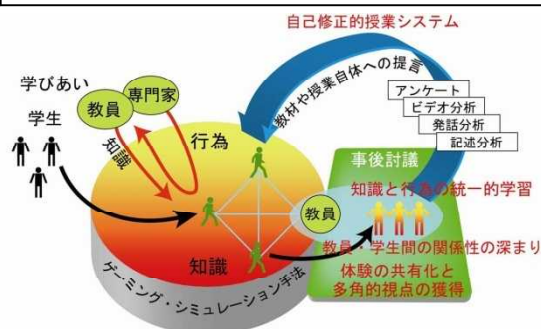 自己修正的授業システム
教材や授業自体への提言
アンケート
ビデオ分析
発話分析
記述分析
学びあい
学生
教員
専門家
知識
行為
知識
ゲーミング・シミュレーション手法
事後討議
知識と行為の統一的学習
教員
教員・学生間の関係性の深まり
体験の共有化と
多角的視点の獲得